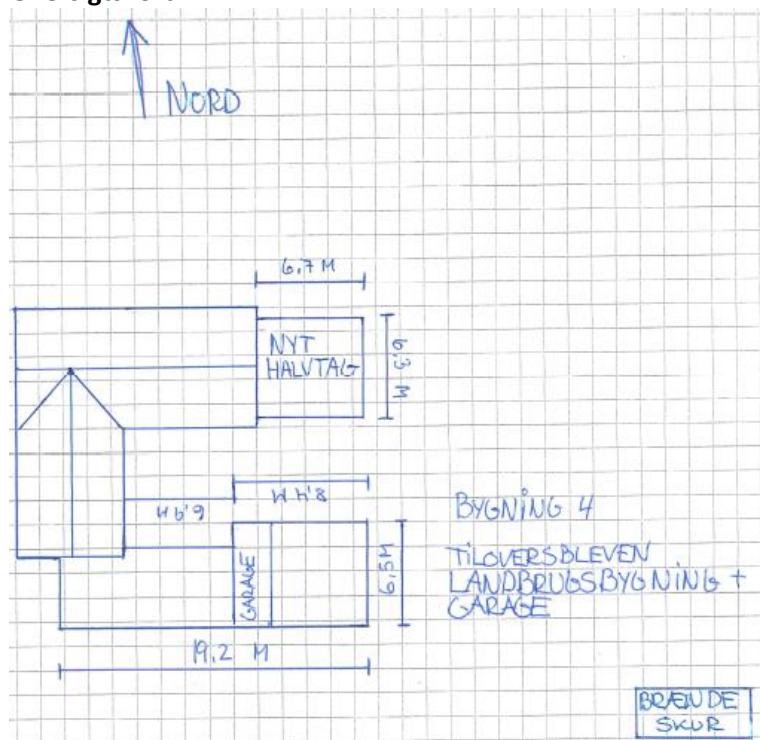 NORD
6.7 M
NYT
HALVTAG
6.3 M
8.4 M
6.9 M
BYGNING 4
TILOVERSBLEVEN
LANDBRUGSBYGNING +
GARAGE
GARAGE
6.5M
19.2 M
BRÆNDE
SKUR